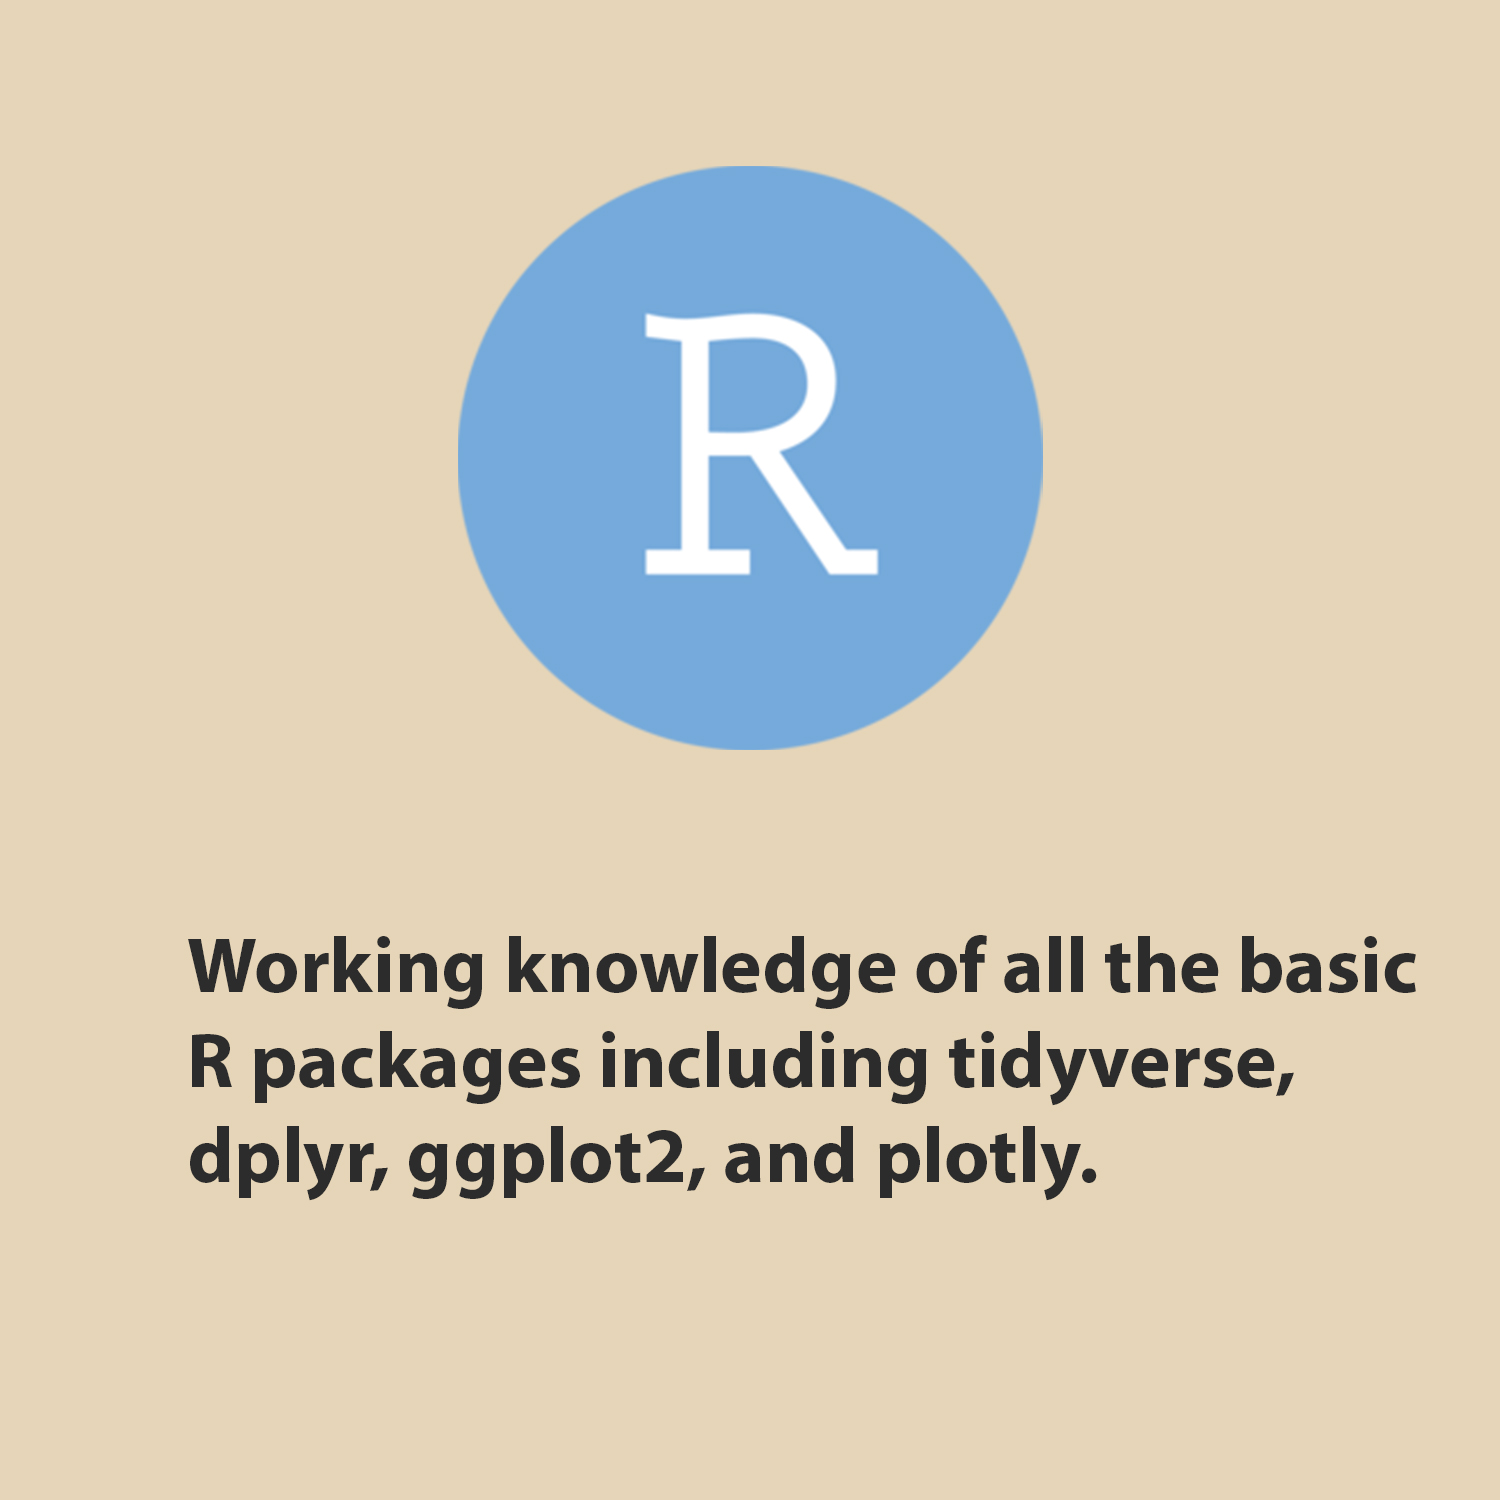 R
Working knowledge of all the basic
R packages including tidyverse,
dplyr, ggplot2, and plotly.